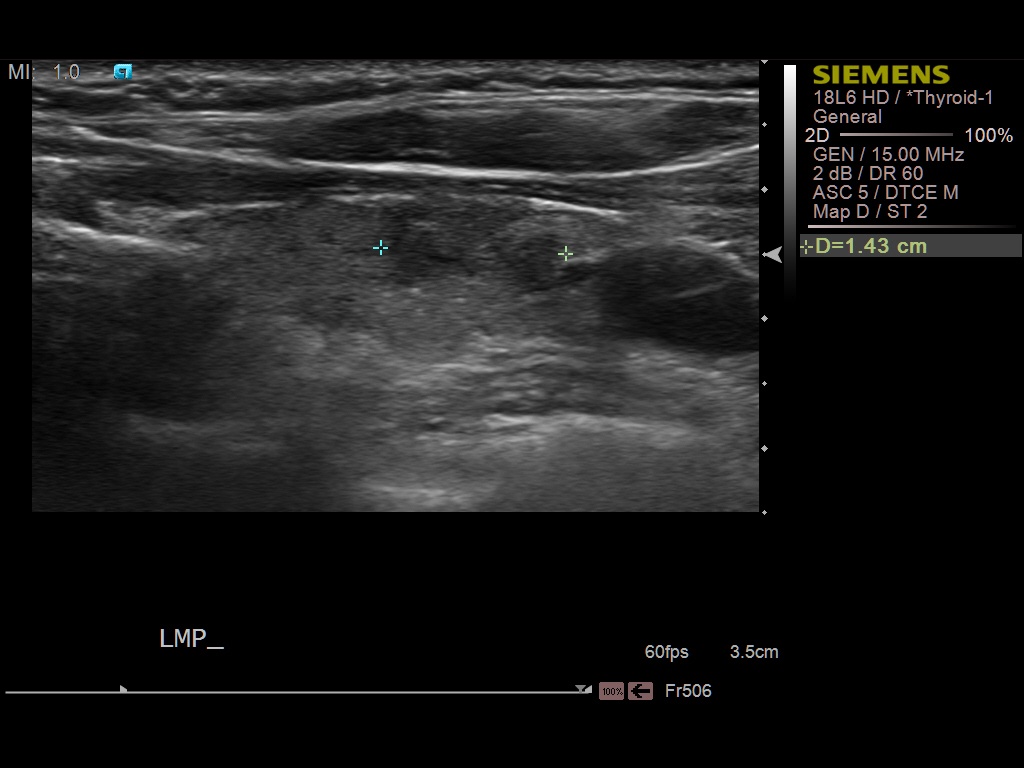 MI: 1.0
SIEMENS
18L6 HD / *Thyroid-1
General
2D 100%
GEN / 15.00 MHz
2 dB / DR 60
ASC 5 / DTCE M
Map D / ST 2
D=1.43 cm
LMP_
60fps 3.5cm
100% Fr506